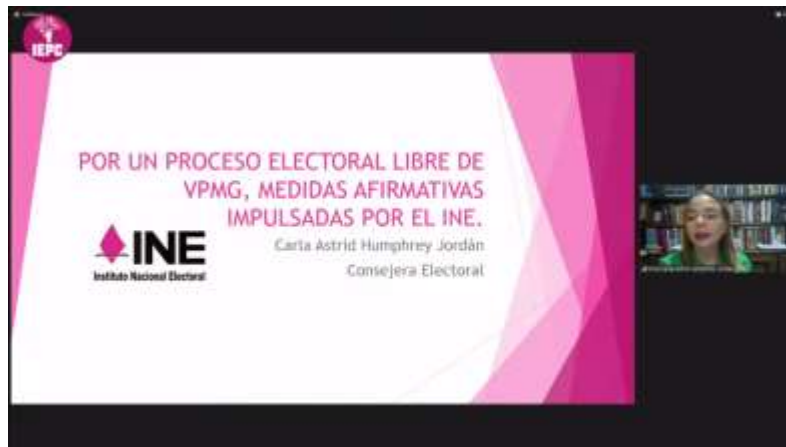 IEPC
POR UN PROCESO ELECTORAL LIBRE DE
VPMG, MEDIDAS AFIRMATIVAS
IMPULSADAS POR EL INE.
INE
Instituto Nacional Electoral
Carla Astrid Humphrey Jordán
Consejera Electoral